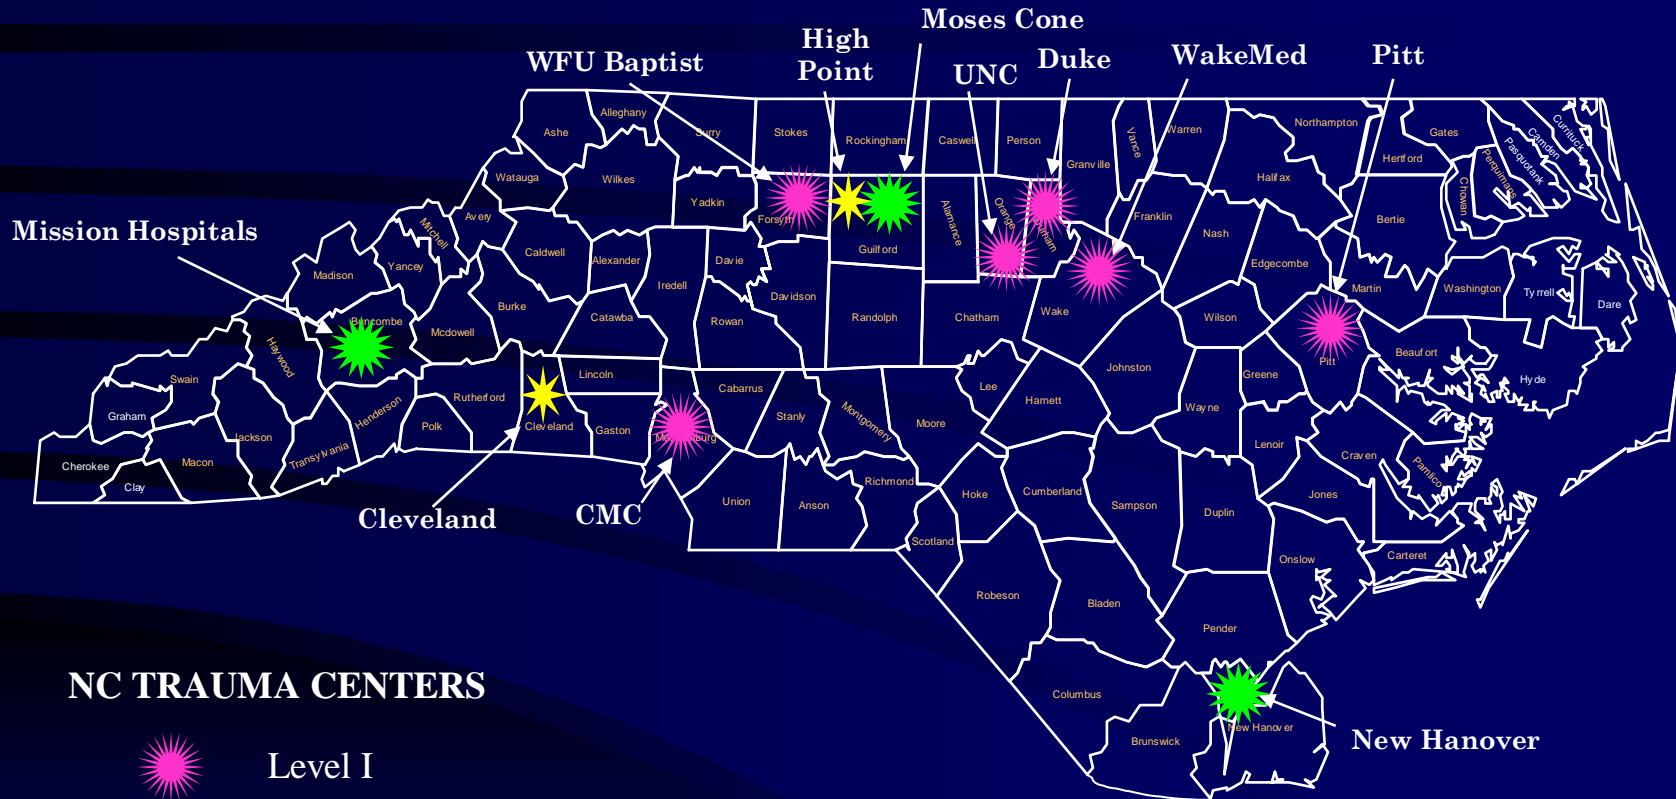 Moses Cone
High
Point
WFU Baptist
UNC
Duke
WakeMed
Pitt
Mission Hospitals
Cleveland
CMC
New Hanover
Ashe
Alleghany
Surry
Stokes
Rockingham
Caswell
Person
Granville
Vance
Warren
Northampton
Gates
Hertford
Currituck
Camden
Pasquotank
Perquimans
Chowan
Watauga
Wilkes
Yadkin
Forsyth
Guilford
Alamance
Orange
Durham
Franklin
Halifax
Nash
Bertie
Avery
Mitchell
Yancey
Madison
Caldwell
Alexander
Davie
Iredell
Davidson
Edgecombe
Martin
Washington
Tyrrell
Dare
Buncombe
Mcdowell
Burke
Catawba
Rowan
Randolph
Chatham
Wake
Wilson
Haywood
Swain
Graham
Lincoln
Cabarrus
Lee
Johnston
Greene
Pitt
Beaufort
Hyde
Rutherford
Henderson
Polk
Cleveland
Gaston
Stanly
Montgomery
Moore
Harnett
Wayne
Cherokee
Clay
Macon
Jackson
Transylvania
Mecklenburg
Lenoir
Craven
Pamlico
Jones
Union
Anson
Richmond
Hoke
Cumberland
Sampson
Duplin
Scotland
Onslow
Carteret
Robeson
Bladen
Pender
Columbus
Brunswick
New Hanover
NC TRAUMA CENTERS
Level I